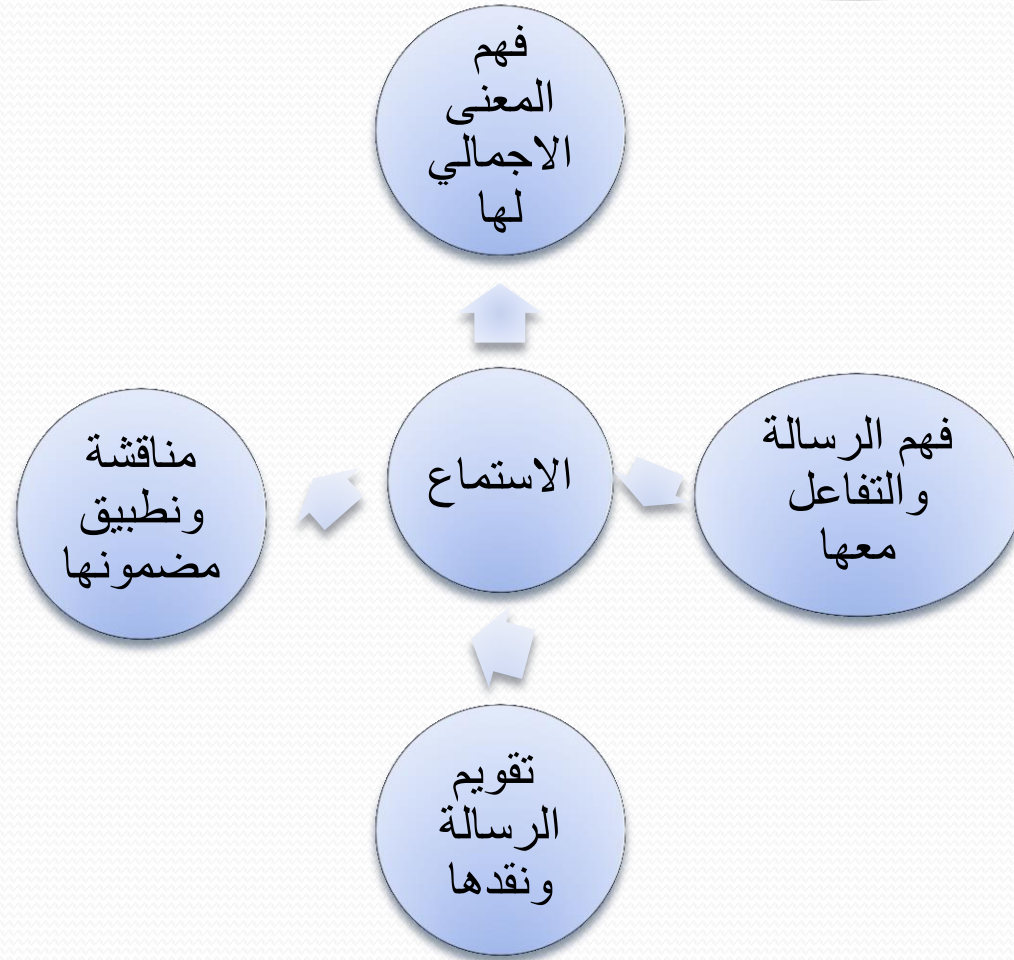 فهم
المعنى
الاجمالي
لها
فهم الرسالة
والتفاعل
معها
الاستماع
مناقشة
ونطبيق
مضمونها
تقويم
الرسالة
ونقدها